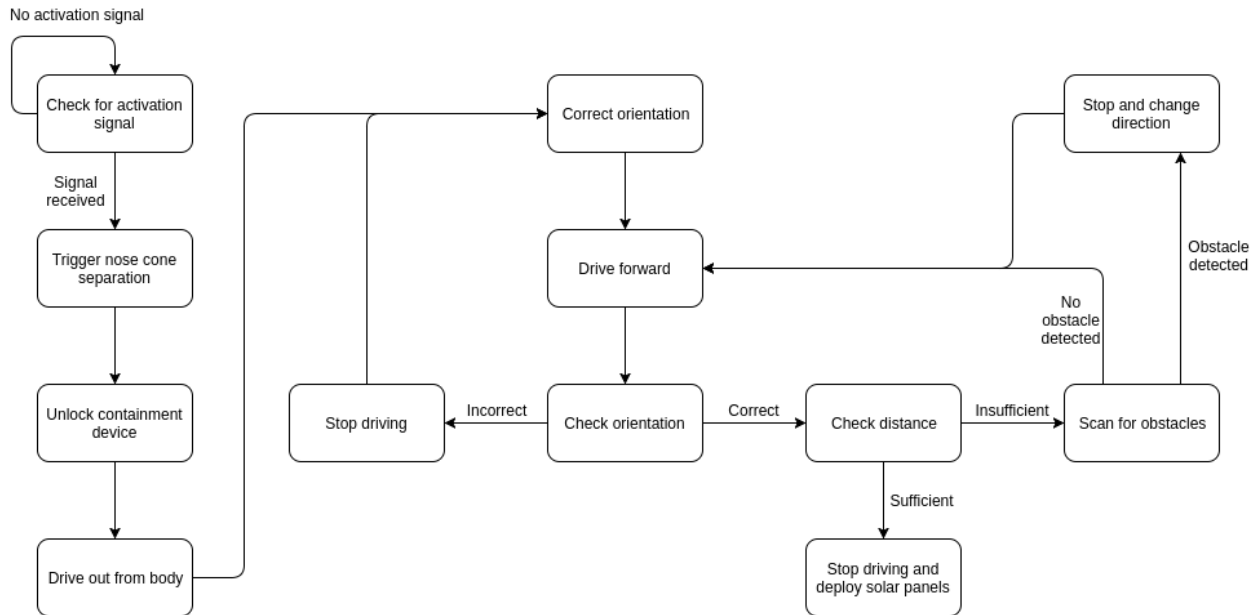 No activation signal
Check for activation
signal
Correct orientation
Stop and change
direction
Signal
received
Trigger nose cone
separation
Drive forward
Obstacle
detected
No
obstacle
detected
Unlock containment
device
Stop driving
Incorrect
Check orientation
Correct
Check distance
Insufficient
Scan for obstacles
Sufficient
Drive out from body
Stop driving and
deploy solar panels